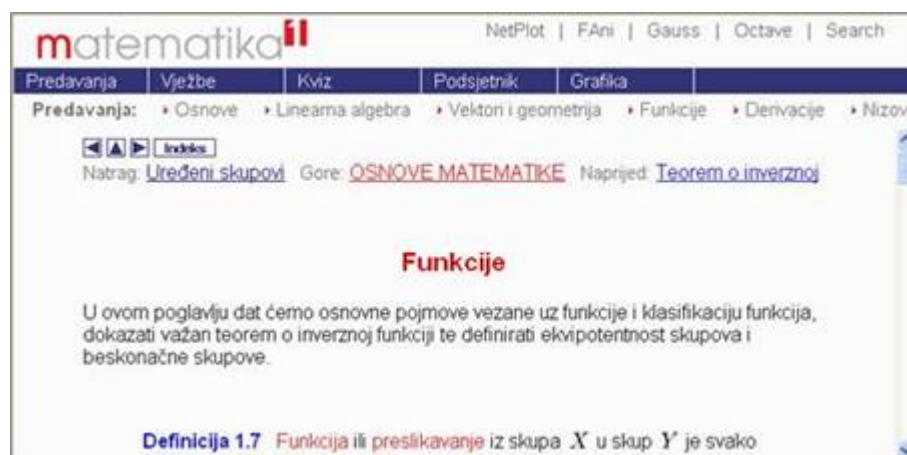 matematika1
NetPlot | FAni | Gauss | Octave | Search
Predavanja Vježbe Kviz Podsjetnik Grafika
Predavanja: Osnove Linearna algebra Vektori i geometrija Funkcije Derivacije Nizov
Indeks
Natrag: Uređeni skupovi Gore: OSNOVE MATEMATIKE Naprijed: Teorem o inverznoj
Funkcije
U ovom poglavlju dat ćemo osnovne pojmove vezane uz funkcije i klasifikaciju funkcija,
dokazati važan teorem o inverznoj funkciji te definirati ekvipotentnost skupova i
beskonačne skupove.
Definicija 1.7 Funkcija ili preslikavanje iz skupa X u skup Y je svako